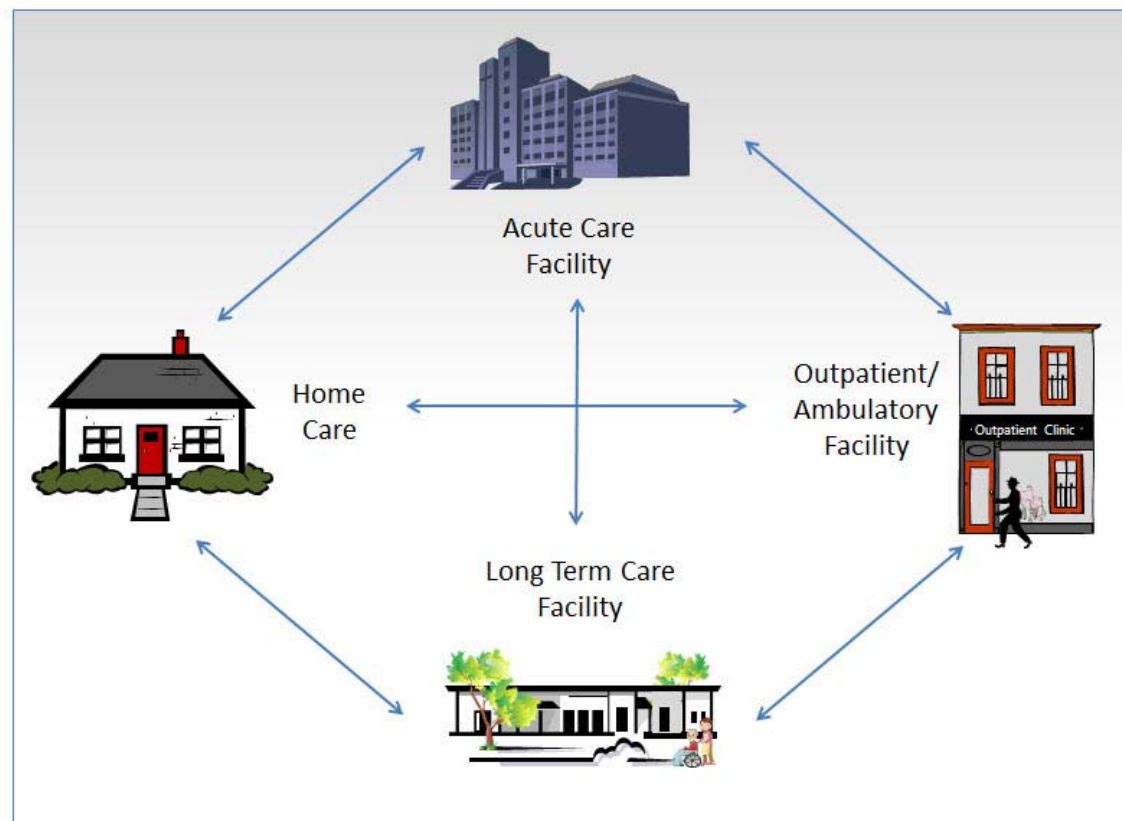 Acute Care
Facility
Home
Care
Outpatient/
Ambulatory
Facility
· Outpatient Clinic ·
Long Term Care
Facility